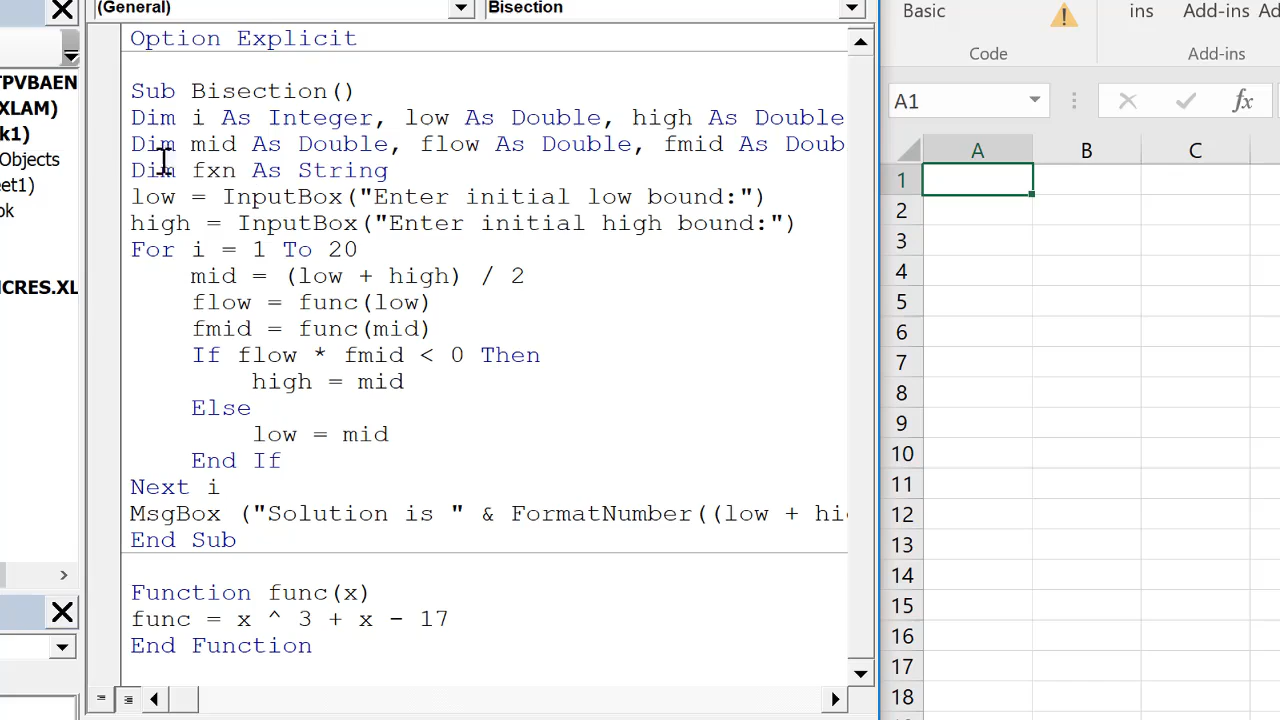 (General)
Bisection
Option Explicit
Sub Bisection()
Dim i As Integer, low As Double, high As Double
Dim mid As Double, flow As Double, fmid As Doub
Dim fxn As String
low = InputBox("Enter initial low bound:")
high = InputBox("Enter initial high bound:")
For i = 1 To 20
mid = (low + high) / 2
flow = func(low)
fmid = func(mid)
If flow * fmid < 0 Then
high = mid
Else
low = mid
End If
Next i
MsgBox ("Solution is " & FormatNumber((low + hi
End Sub
Function func(x)
func = x ^ 3 + x - 17
End Function
TPVBAEN
XLAM)
k1)
Objects
eet1)
ok
NCRES.XL
Basic
ins
Add-ins
Ad
Code
Add-ins
A1
fx
A B C
1
2
3
4
5
6
7
8
9
10
11
12
13
14
15
16
17
18